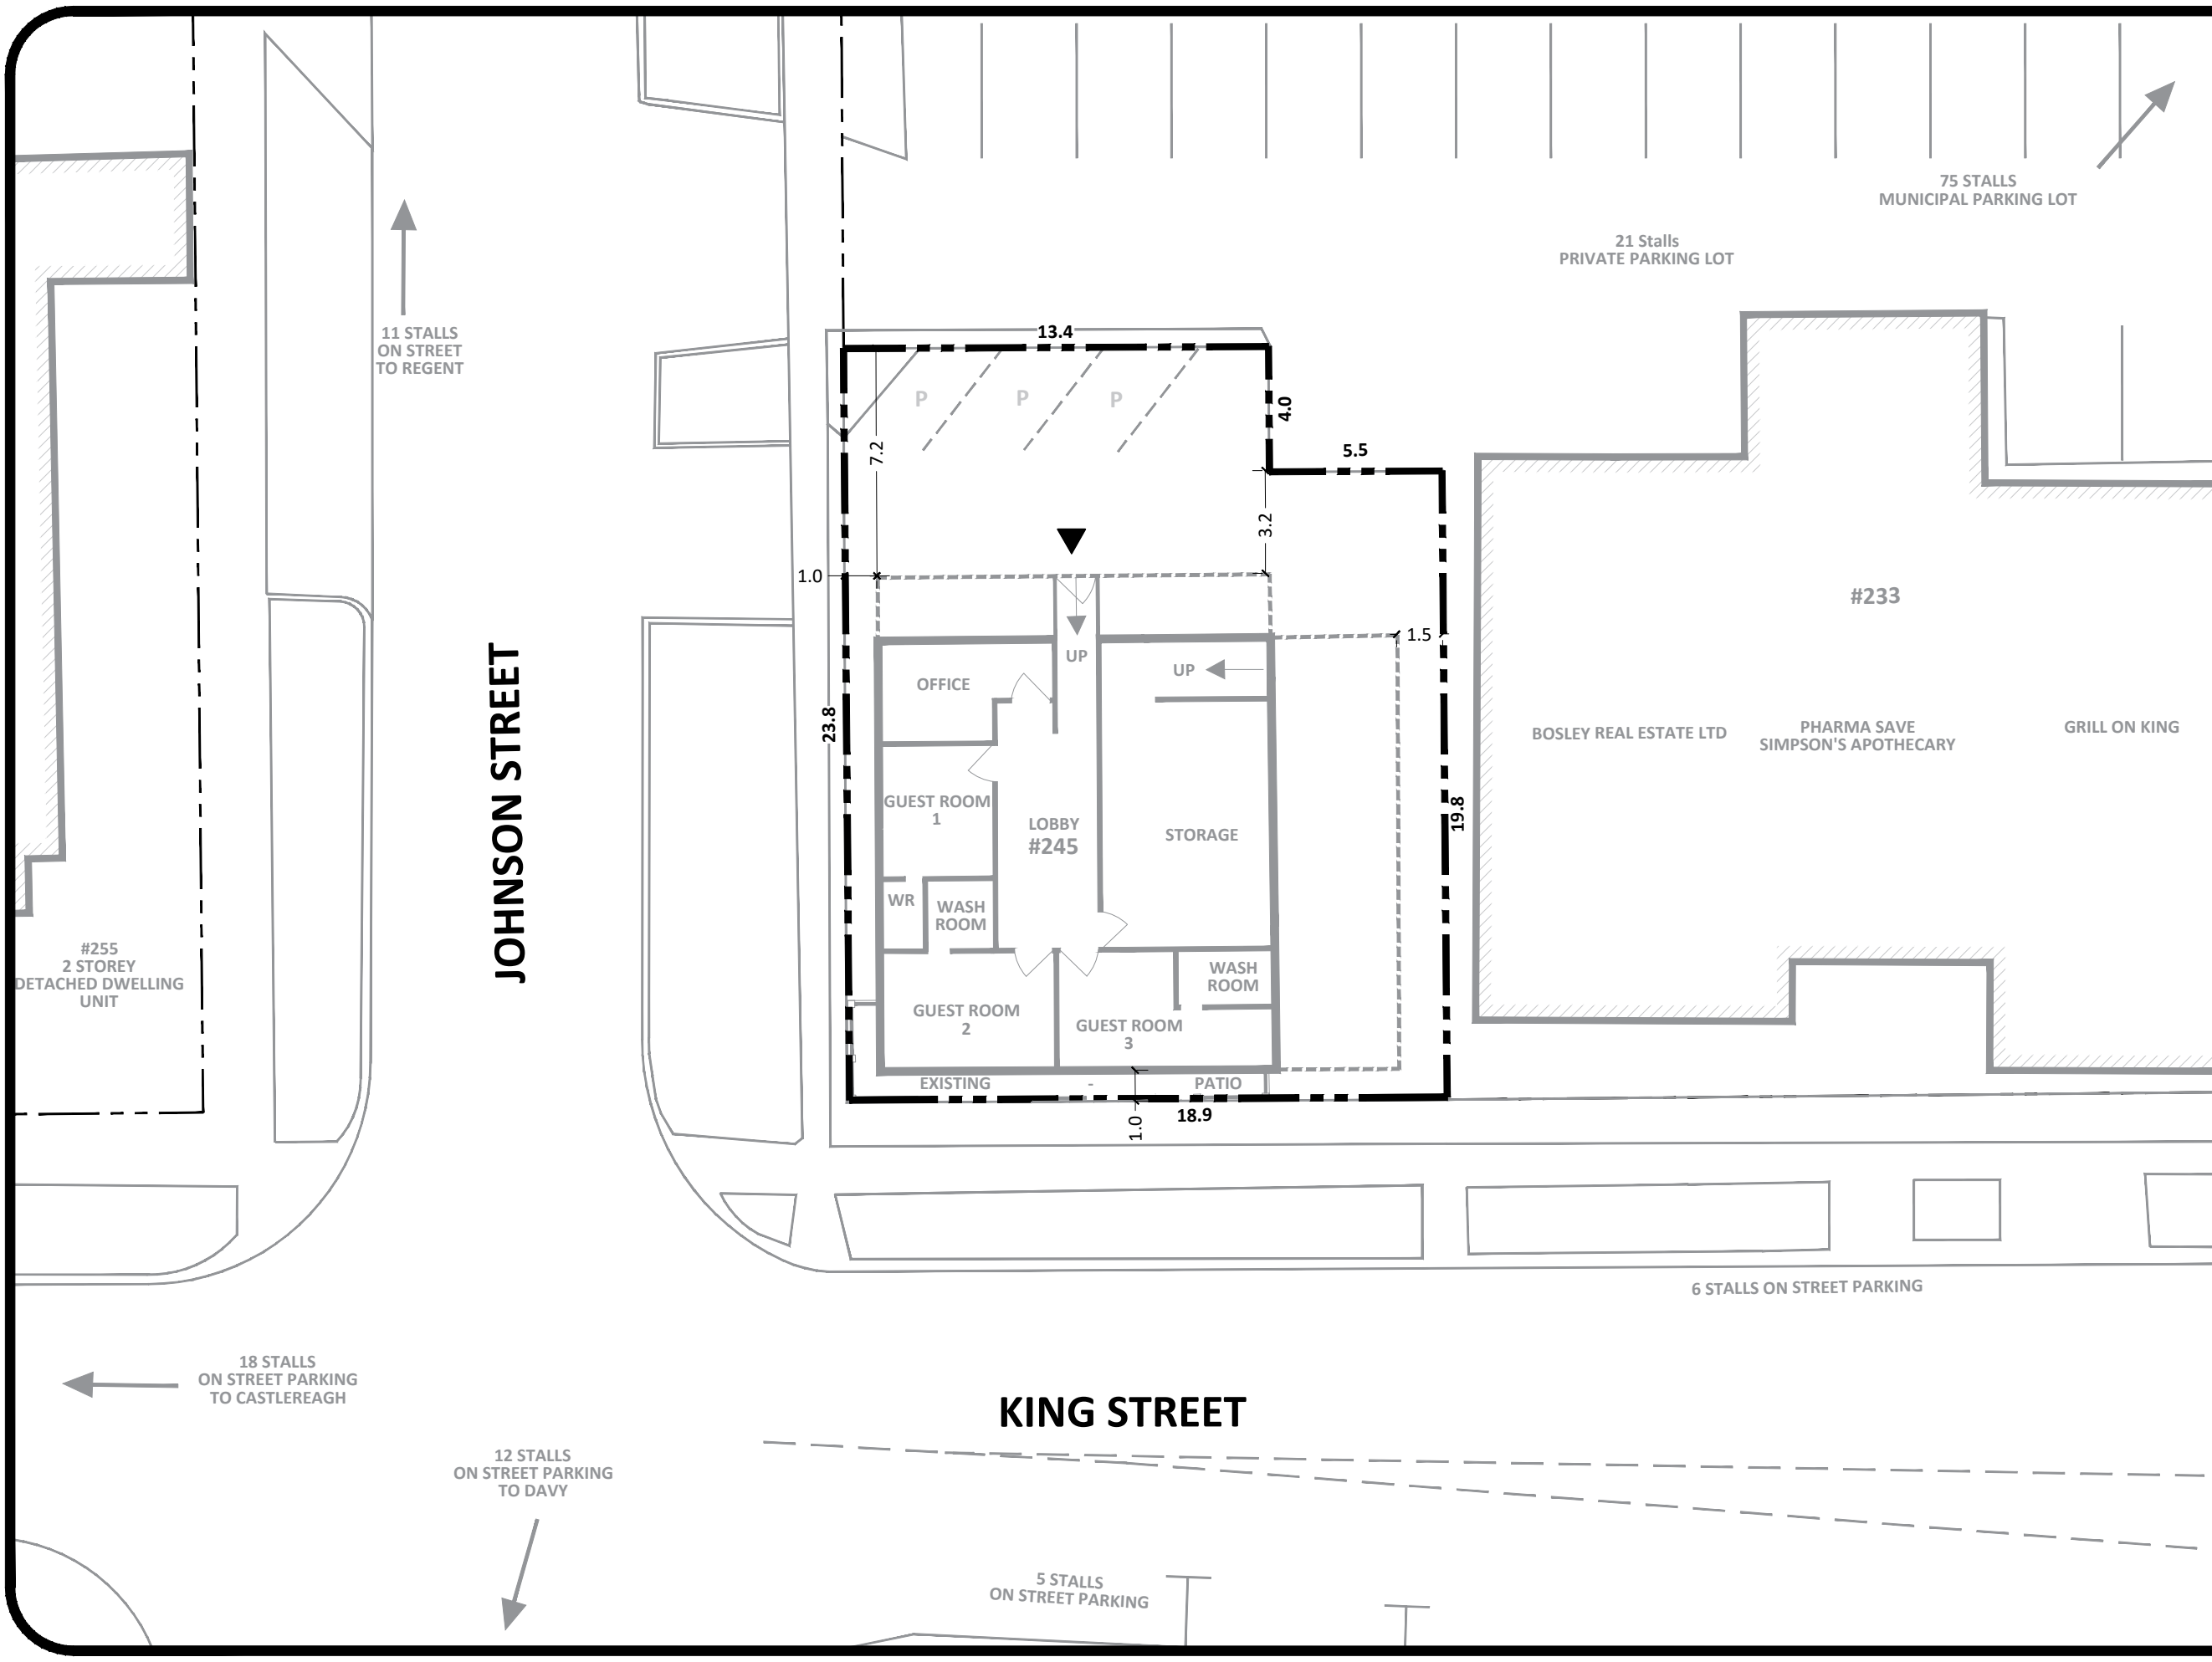 75 STALLS
MUNICIPAL PARKING LOT
21 Stalls
PRIVATE PARKING LOT
11 STALLS
ON STREET
TO REGENT
13.4
P
P
P
4.0
7.2
5.5
3.2
1.0
#233
1.5
UP
UP
OFFICE
JOHNSON STREET
23.8
BOSLEY REAL ESTATE LTD
PHARMA SAVE
SIMPSON'S APOTHECARY
GRILL ON KING
GUEST ROOM
1
LOBBY
#245
STORAGE
19.8
WR
WASH
ROOM
#255
2 STOREY
DETACHED DWELLING
UNIT
WASH
ROOM
GUEST ROOM
2
GUEST ROOM
3
EXISTING - PATIO
18.9
1.0
6 STALLS ON STREET PARKING
18 STALLS
ON STREET PARKING
TO CASTLEREAGH
KING STREET
12 STALLS
ON STREET PARKING
TO DAVY
5 STALLS
ON STREET PARKING